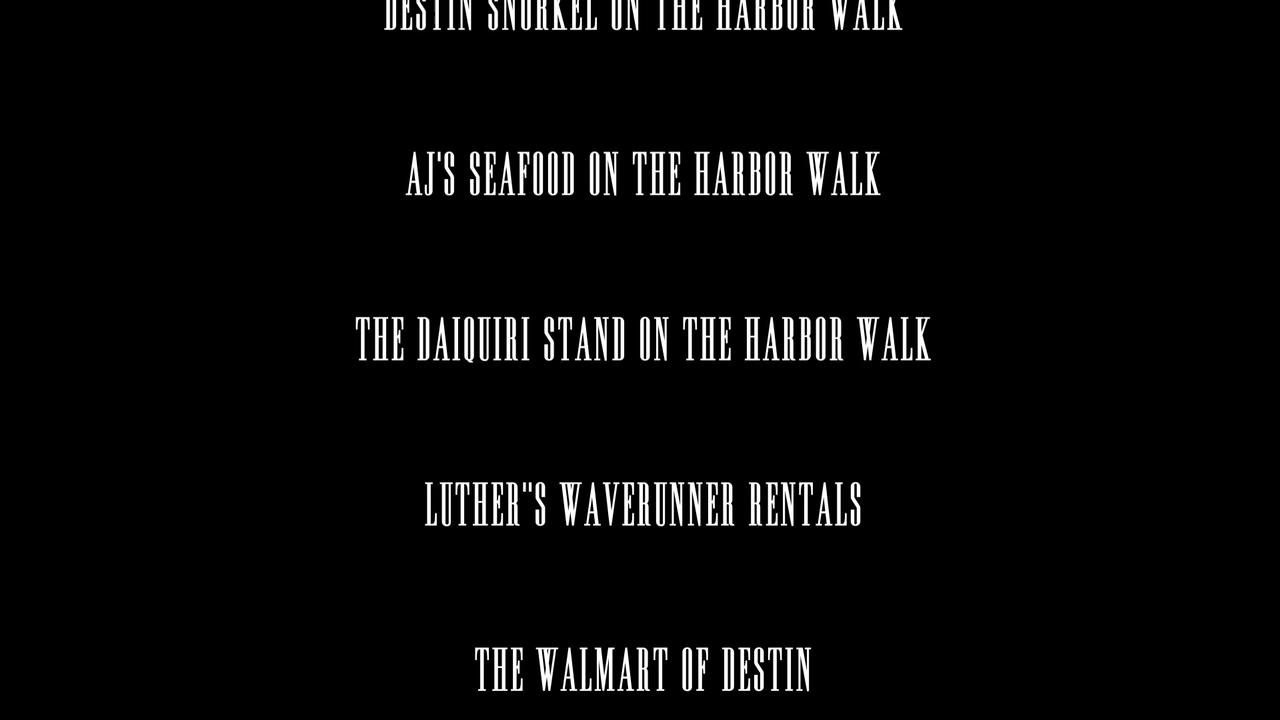 DESTIN SNORKEL ON THE HARBOR WALK
AJ'S SEAFOOD ON THE HARBOR WALK
THE DAIQUIRI STAND ON THE HARBOR WALK
LUTHER"S WAVERUNNER RENTALS
THE WALMART OF DESTIN